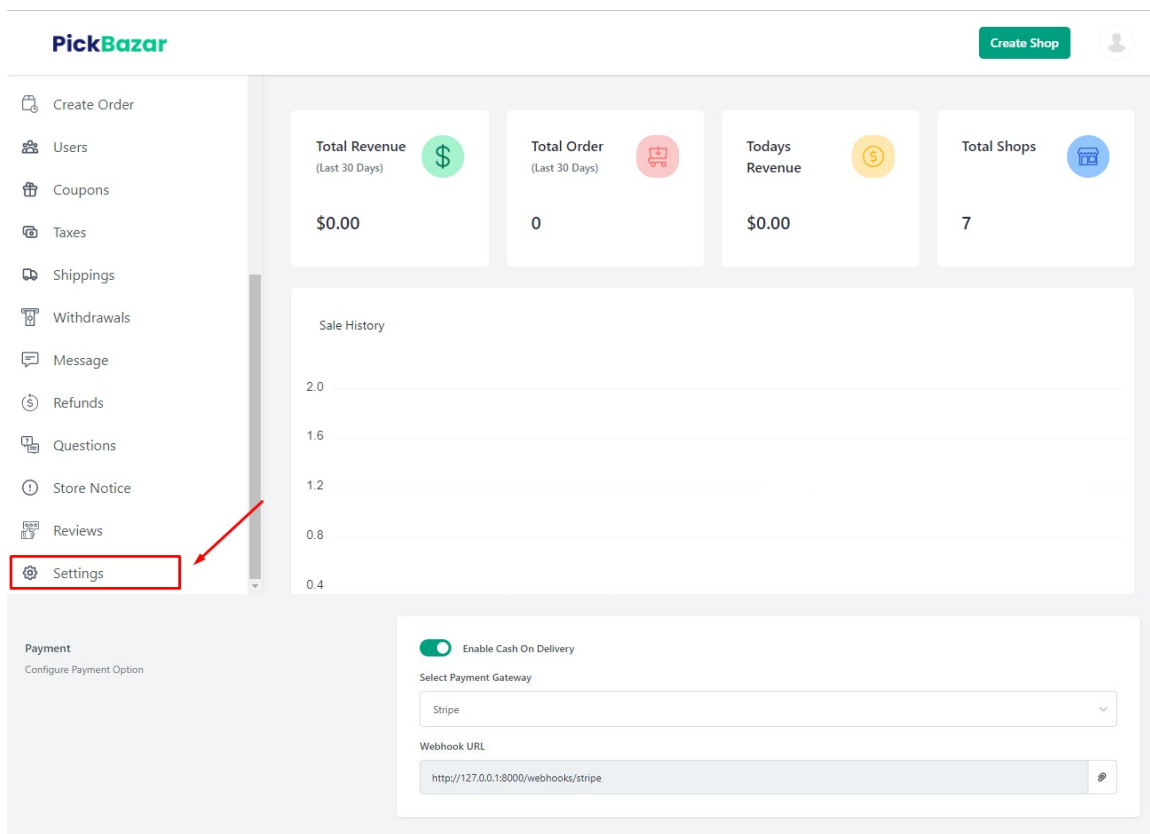 PickBazar
Create Shop
Create Order
Users
Coupons
Taxes
Shippings
Withdrawals
Message
Refunds
Questions
Store Notice
Reviews
Settings
Total Revenue
(Last 30 Days)
$0.00
Total Order
(Last 30 Days)
0
Todays
Revenue
$0.00
Total Shops
7
Sale History
2.0
1.6
1.2
0.8
0.4
Payment
Configure Payment Option
Enable Cash On Delivery
Select Payment Gateway
Stripe
Webhook URL
http://127.0.0.1:8000/webhooks/stripe